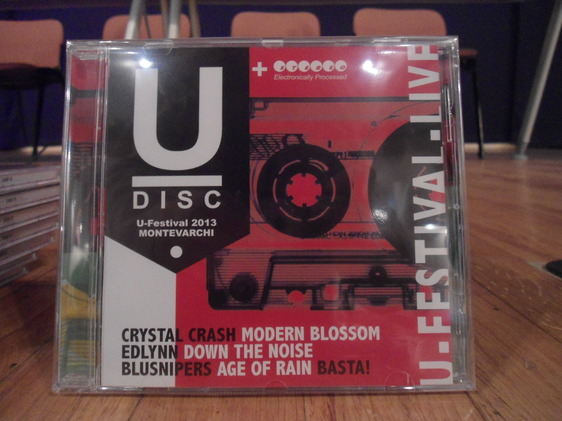 U
DISC
U-Festival 2013
MONTEVARCHI
+
Electronically Processed
U.FESTIVAL.LIVE
CRYSTAL CRASH MODERN BLOSSOM
EDLYNN DOWN THE NOISE
BLUSNIPERS AGE OF RAIN BASTA!